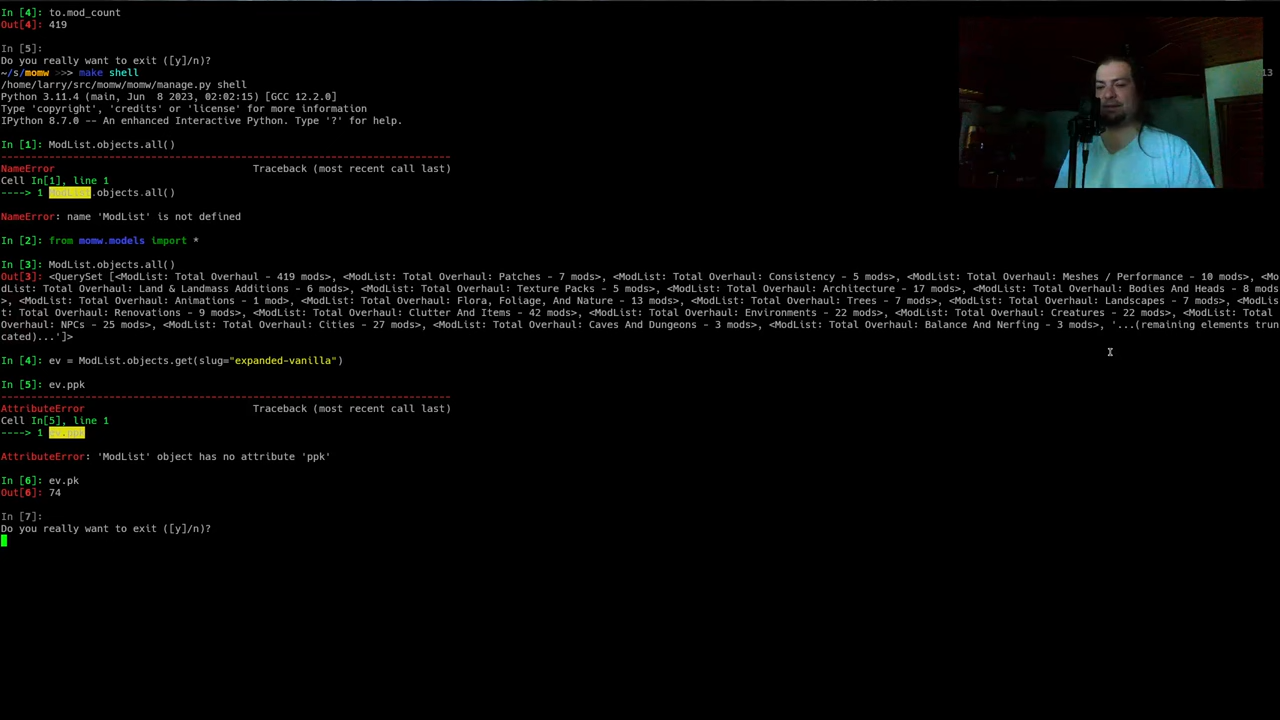 In [4]: to.mod_count
Out[4]: 419
In [5]:
Do you really want to exit ([y]/n)?
~/s/momw >>> make shell
/home/larry/src/momw/momw/manage.py shell
Python 3.11.4 (main, Jun  8 2023, 02:02:15) [GCC 12.2.0]
Type 'copyright', 'credits' or 'license' for more information
IPython 8.7.0 -- An enhanced Interactive Python. Type '?' for help.
13
In [1]: ModList.objects.all()
---------------------------------------------------------------------------
NameError                                 Traceback (most recent call last)
Cell In[1], line 1
----> 1 ModList.objects.all()
NameError: name 'ModList' is not defined
In [2]: from momw.models import *
In [3]: ModList.objects.all()
Out[3]: <QuerySet [<ModList: Total Overhaul - 419 mods>, <ModList: Total Overhaul: Patches - 7 mods>, <ModList: Total Overhaul: Consistency - 5 mods>, <ModList: Total Overhaul: Meshes / Performance - 10 mods>, <Mo
dList: Total Overhaul: Land & Landmass Additions - 6 mods>, <ModList: Total Overhaul: Texture Packs - 5 mods>, <ModList: Total Overhaul: Architecture - 17 mods>, <ModList: Total Overhaul: Bodies And Heads - 8 mods
>, <ModList: Total Overhaul: Animations - 1 mod>, <ModList: Total Overhaul: Flora, Foliage, And Nature - 13 mods>, <ModList: Total Overhaul: Trees - 7 mods>, <ModList: Total Overhaul: Landscapes - 7 mods>, <ModLis
t: Total Overhaul: Renovations - 9 mods>, <ModList: Total Overhaul: Clutter And Items - 42 mods>, <ModList: Total Overhaul: Environments - 22 mods>, <ModList: Total Overhaul: Creatures - 22 mods>, <ModList: Total
Overhaul: NPCs - 25 mods>, <ModList: Total Overhaul: Cities - 27 mods>, <ModList: Total Overhaul: Caves And Dungeons - 3 mods>, <ModList: Total Overhaul: Balance And Nerfing - 3 mods>, '...(remaining elements trun
cated)...']>
In [4]: ev = ModList.objects.get(slug="expanded-vanilla")
In [5]: ev.ppk
---------------------------------------------------------------------------
AttributeError                            Traceback (most recent call last)
Cell In[5], line 1
----> 1 ev.ppk
AttributeError: 'ModList' object has no attribute 'ppk'
In [6]: ev.pk
Out[6]: 74
In [7]:
Do you really want to exit ([y]/n)?